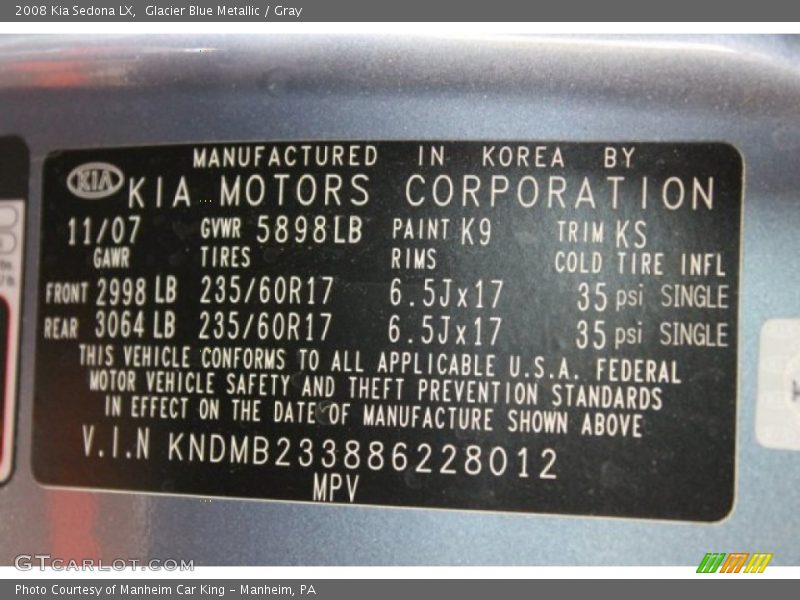 2008 Kia Sedona LX,  Glacier Blue Metallic / Gray
MANUFACTURED IN KOREA BY
KIA KIA MOTORS CORPORATION
11/07 GVWR 5898LB PAINT K9 TRIM KS
GAWR TIRES RIMS COLD TIRE INFL
FRONT 2998 LB 235/60R17 6.5Jx17 35 psi SINGLE
REAR 3064 LB 235/60R17 6.5Jx17 35 psi SINGLE
THIS VEHICLE CONFORMS TO ALL APPLICABLE U.S.A. FEDERAL
MOTOR VEHICLE SAFETY AND THEFT PREVENTION STANDARDS
IN EFFECT ON THE DATE OF MANUFACTURE SHOWN ABOVE
V.I.N KNDMB233886228012
MPV
GTCARLOT.COM
Photo Courtesy of Manheim Car King - Manheim, PA